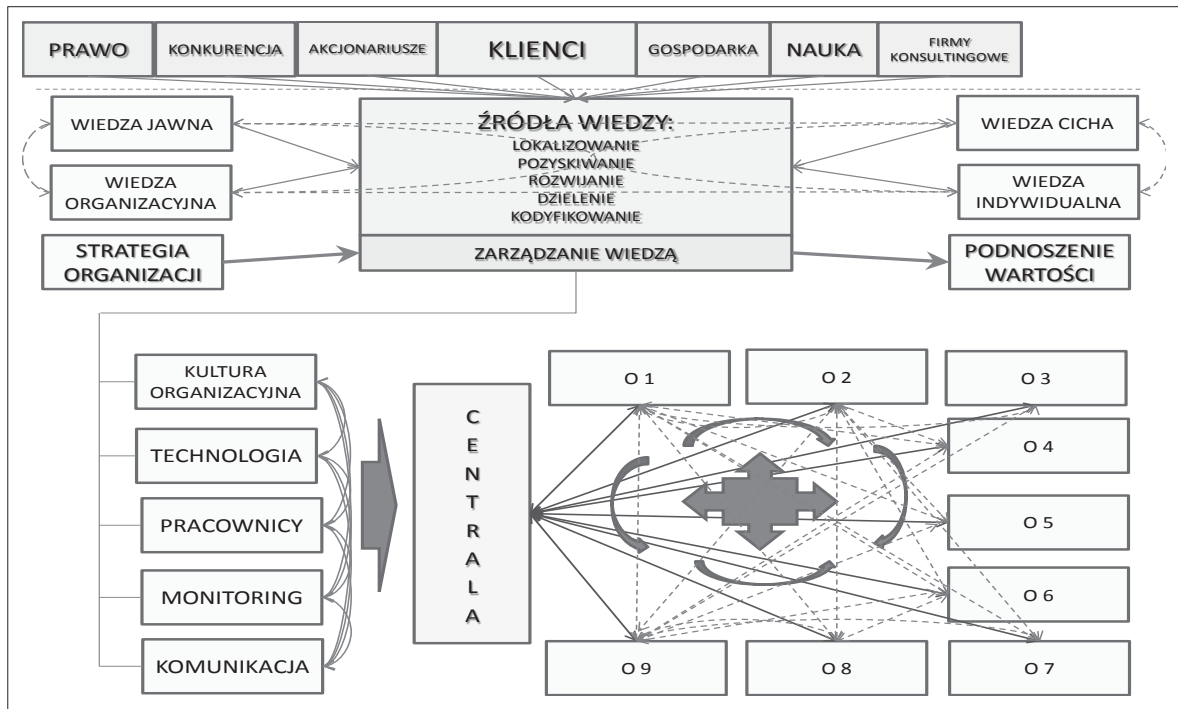 PRAWO
KONKURENCJA
AKCJONARIUSZE
KLIENCI
GOSPODARKA
NAUKA
FIRMY
KONSULTINGOWE
WIEDZA JAWNA
WIEDZA
ORGANIZACYJNA
ŹRÓDŁA WIEDZY:
LOKALIZOWANIE
POZYSKIWANIE
ROZWIJANIE
DZIELENIE
KODYFIKOWANIE
WIEDZA CICHA
WIEDZA
INDYWIDUALNA
STRATEGIA
ORGANIZACJI
ZARZĄDZANIE WIEDZĄ
PODNOSZENIE
WARTOŚCI
KULTURA
ORGANIZACYJNA
TECHNOLOGIA
PRACOWNICY
MONITORING
KOMUNIKACJA
C
E
N
T
R
A
L
A
O 1
O 2
O 3
O 4
O 5
O 6
O 9
O 8
O 7